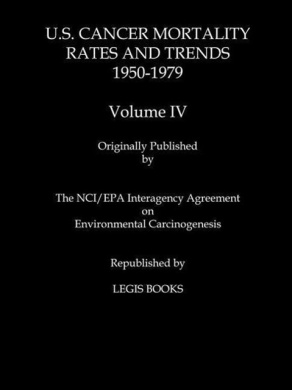 U.S. CANCER MORTALITY
RATES AND TRENDS
1950-1979
Volume IV
Originally Published
by
The NCI/EPA Interagency Agreement
on
Environmental Carcinogenesis
Republished by
LEGIS BOOKS